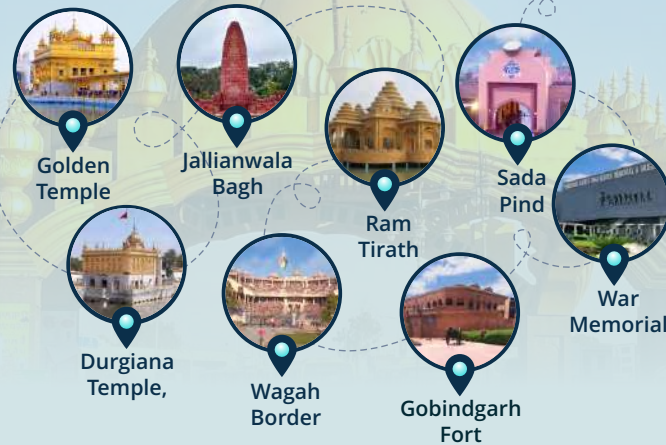 Golden
Temple
Jallianwala
Bagh
Ram
Tirath
Sada
Pind
War
Memorial
Durgiana
Temple,
Wagah
Border
Gobindgarh
Fort